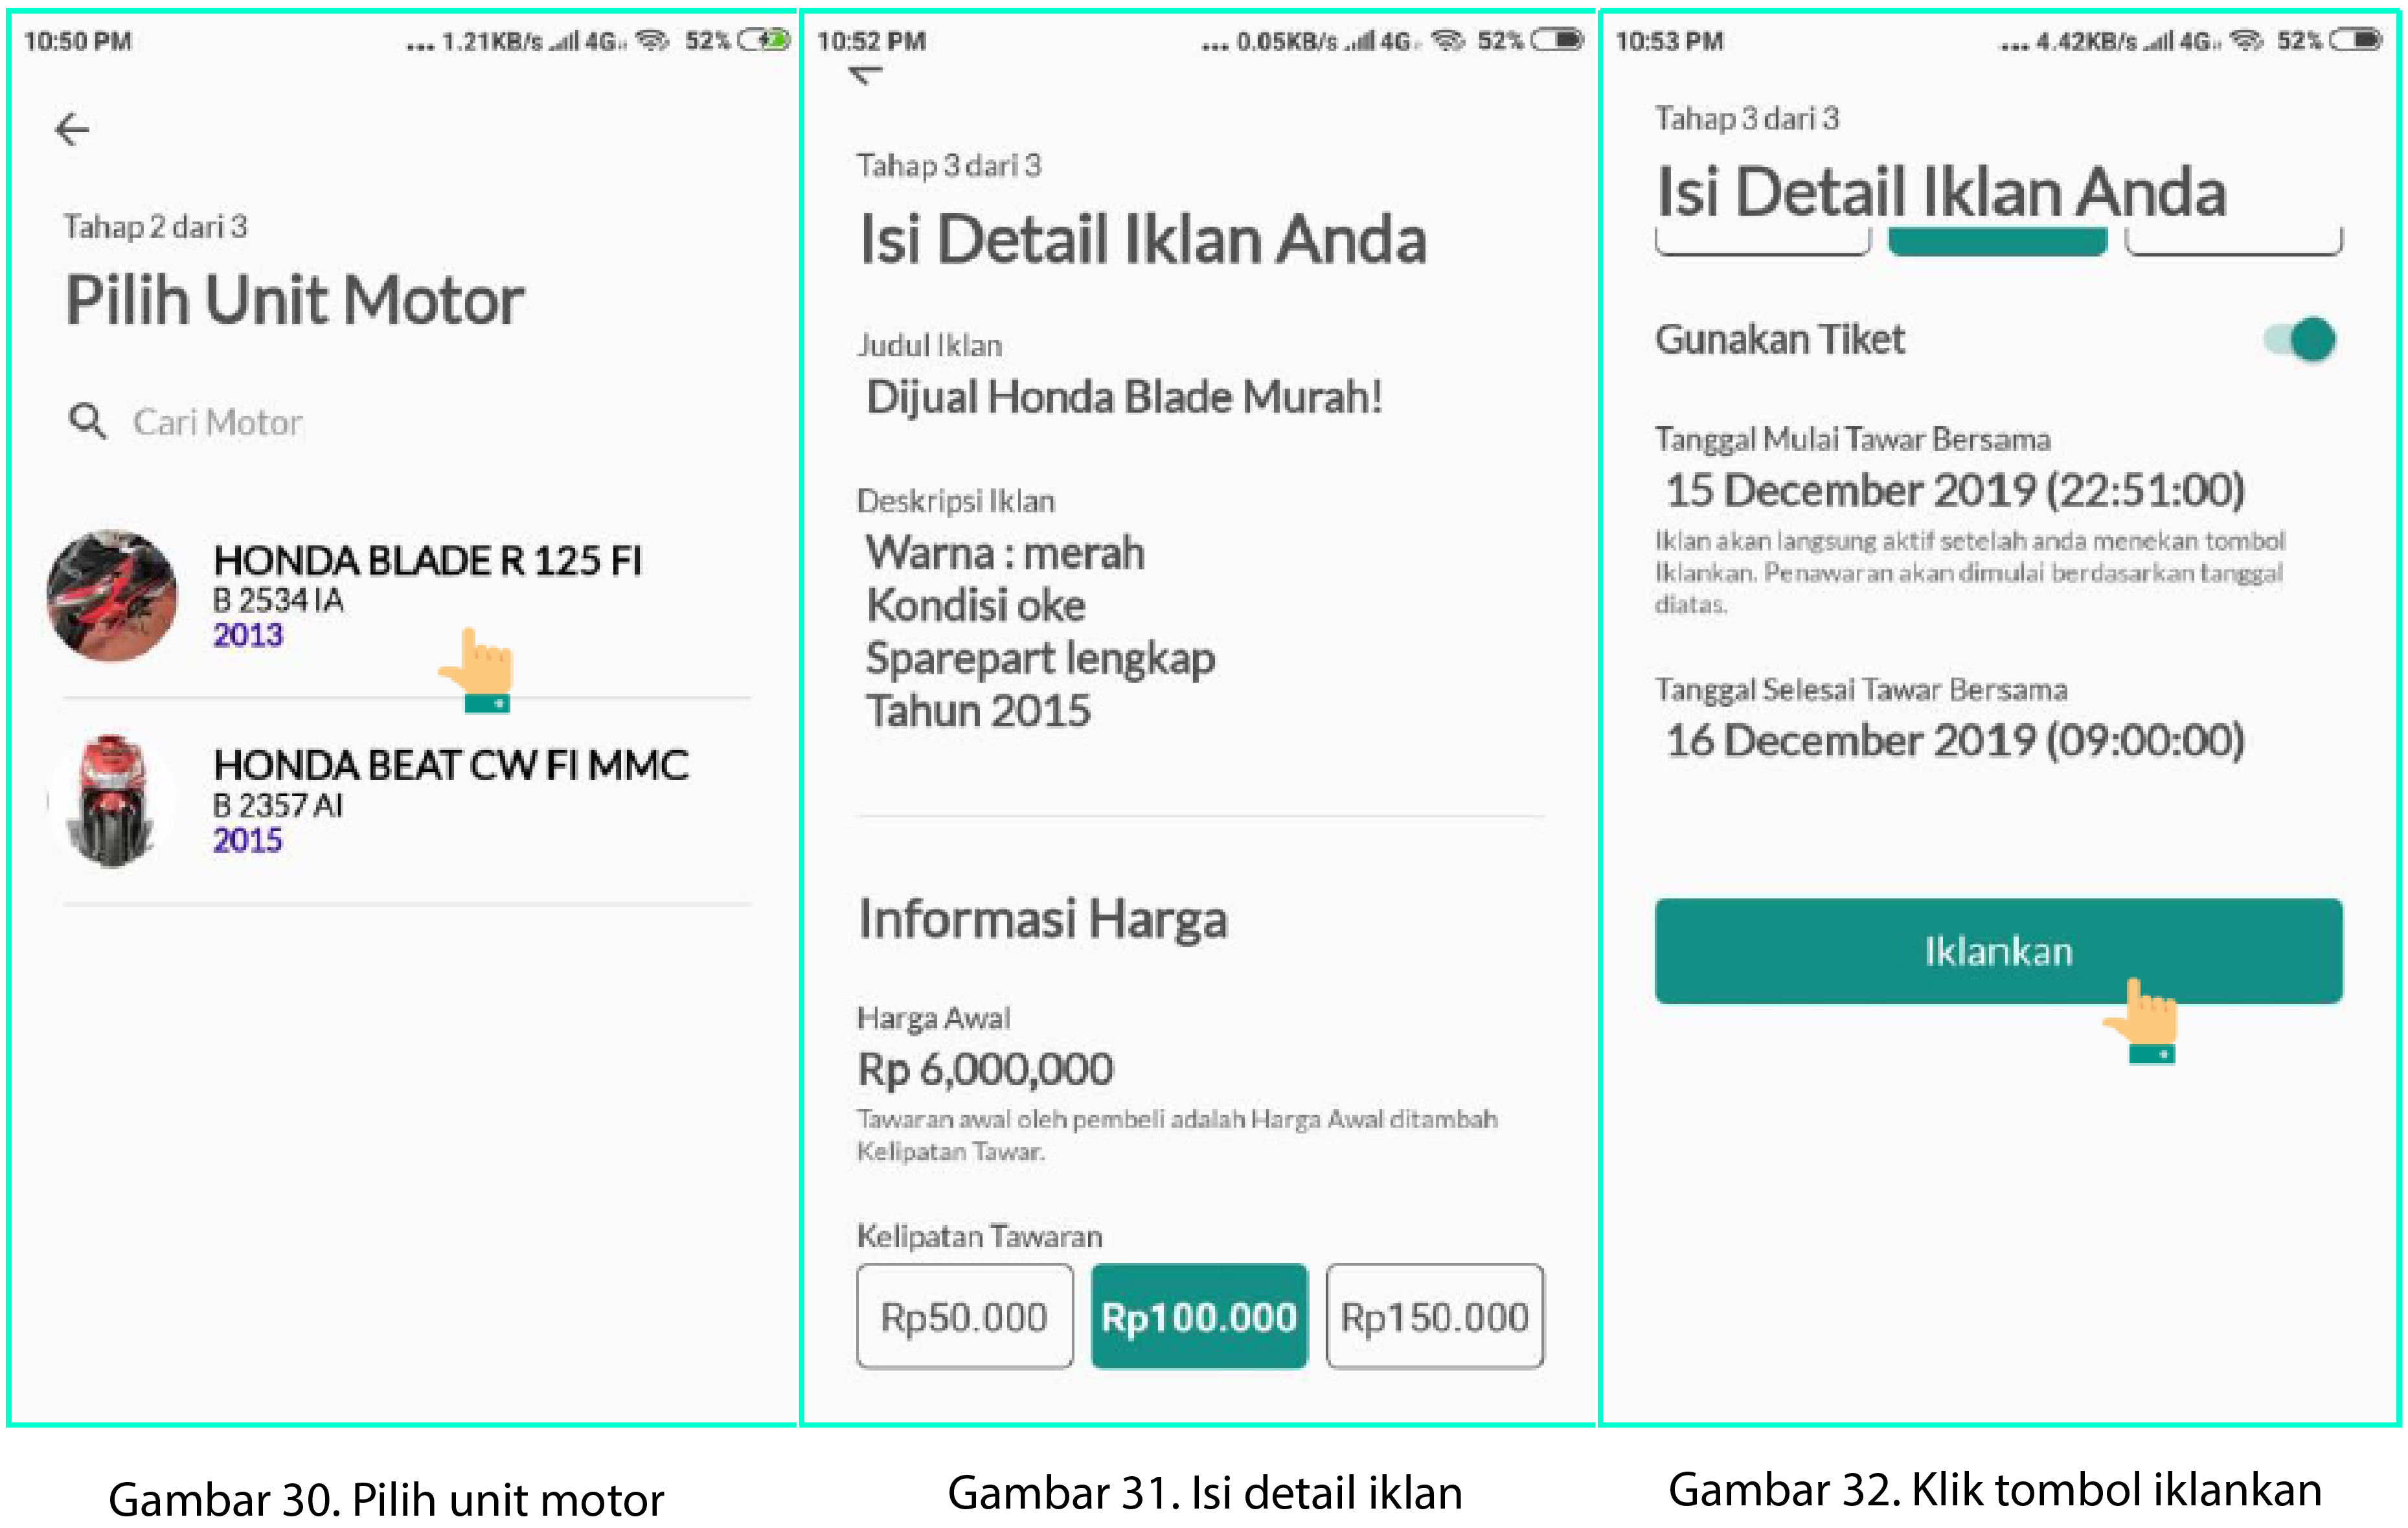 10:50 PM
... 1.21KB/s 4G 52%
Tahap 2 dari 3
Pilih Unit Motor
Cari Motor
HONDA BLADE R 125 FI
B 2534 IA
2013
HONDA BEAT CW FI MMC
B 2357 AI
2015
Gambar 30. Pilih unit motor
10:52 PM
... 0.05KB/s 4G 52%
Tahap 3 dari 3
Isi Detail Iklan Anda
Judul Iklan
Dijual Honda Blade Murah!
Deskripsi Iklan
Warna : merah
Kondisi oke
Sparepart lengkap
Tahun 2015
Informasi Harga
Harga Awal
Rp 6,000,000
Tawaran awal oleh pembeli adalah Harga Awal ditambah
Kelipatan Tawar.
Kelipatan Tawaran
Rp50.000 Rp100.000 Rp150.000
Gambar 31. Isi detail iklan
10:53 PM
... 4.42KB/s 4G 52%
Tahap 3 dari 3
Isi Detail Iklan Anda
Gunakan Tiket
Tanggal Mulai Tawar Bersama
15 December 2019 (22:51:00)
Iklan akan langsung aktif setelah anda menekan tombol
Iklankan. Penawaran akan dimulai berdasarkan tanggal
diatas.
Tanggal Selesai Tawar Bersama
16 December 2019 (09:00:00)
Iklankan
Gambar 32. Klik tombol iklankan